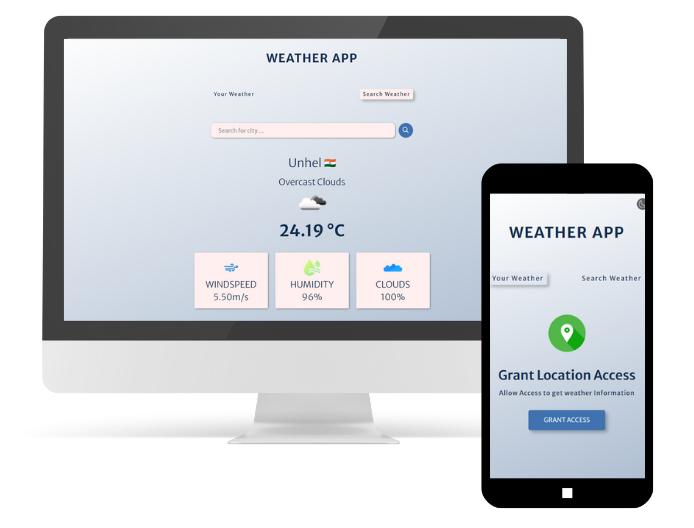 WEATHER APP
Your Weather
Search Weather
Search for city....
Unhel
Overcast Clouds
24.19 °C
WINDSPEED
5.50m/s
HUMIDITY
96%
CLOUDS
100%
WEATHER APP
Your Weather
Search Weather
Grant Location Access
Allow Access to get weather Information
GRANT ACCESS